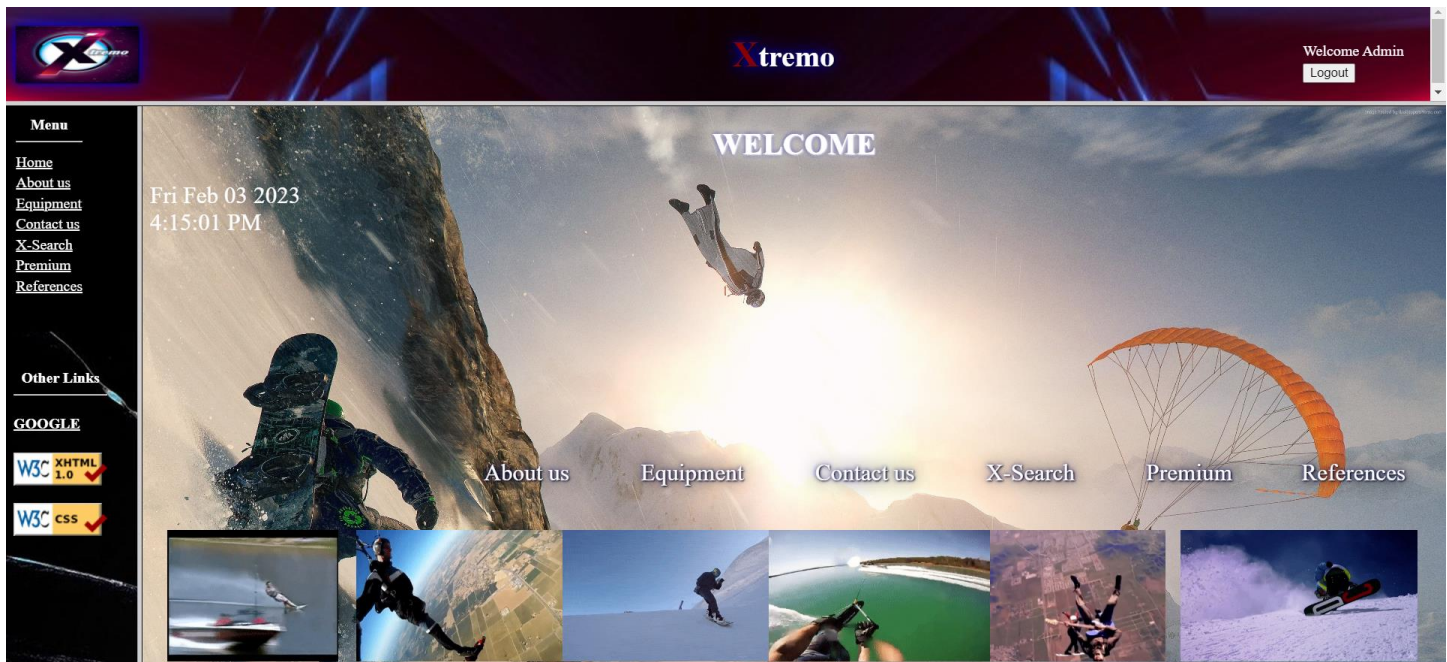 Xtremo
Xtremo
Welcome Admin
Logout
Menu
Home
About us
Equipment
Contact us
X-Search
Premium
References
Other Links
GOOGLE
W3C XHTML 1.0
W3C CSS
WELCOME
Fri Feb 03 2023
4:15:01 PM
About us Equipment Contact us X-Search Premium References